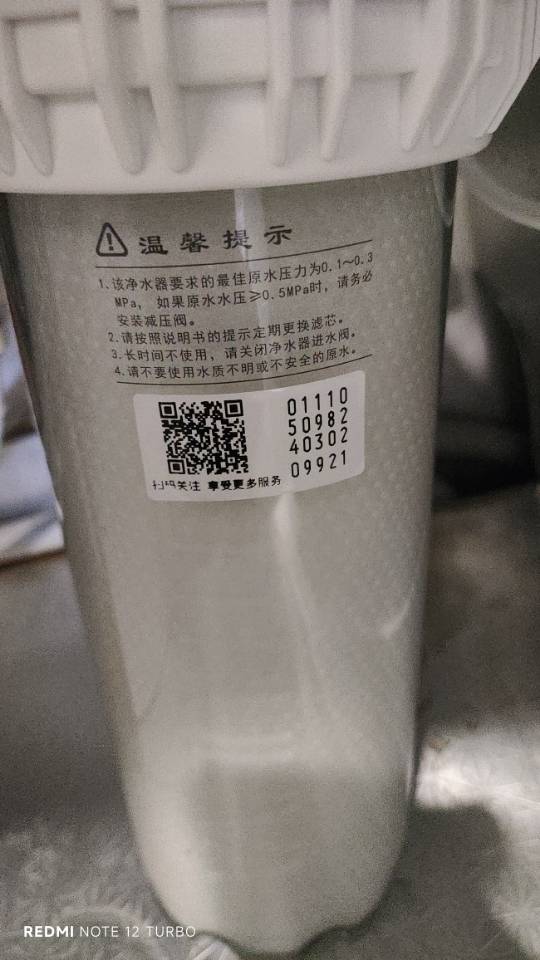 温馨提示
1.该净水器要求的最佳原水压力为0.1～0.3
MPa，如果原水水压≥0.5MPa时，请务必
安装减压阀。
2.请按照说明书的提示定期更换滤芯。
3.长时间不使用，请关闭净水器进水阀。
4.请不要使用水质不明或不安全的原水。
01110
50982
40302
09921
扫码关注 享受更多服务
REDMI NOTE 12 TURBO